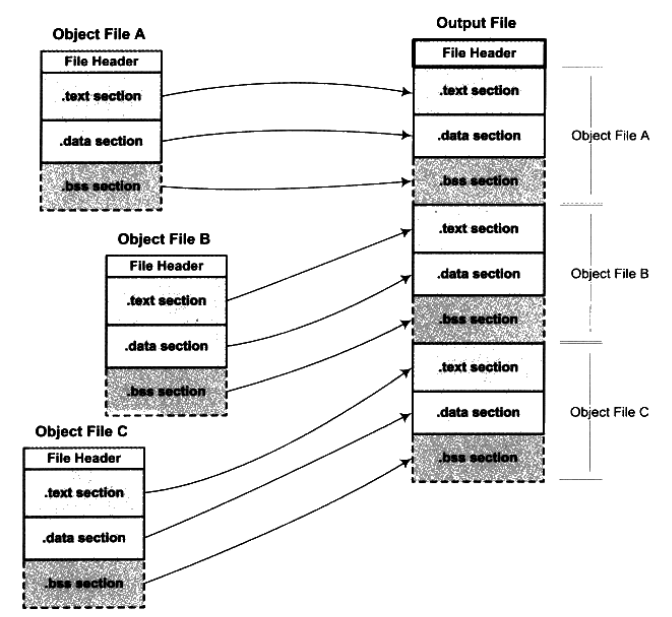 Object File A
File Header
.text section
.data section
.bss section
Object File B
File Header
.text section
.data section
.bss section
Object File C
File Header
.text section
.data section
.bss section
Output File
File Header
.text section
.data section
.bss section
Object File A
.text section
.data section
.bss section
Object File B
.text section
.data section
.bss section
Object File C